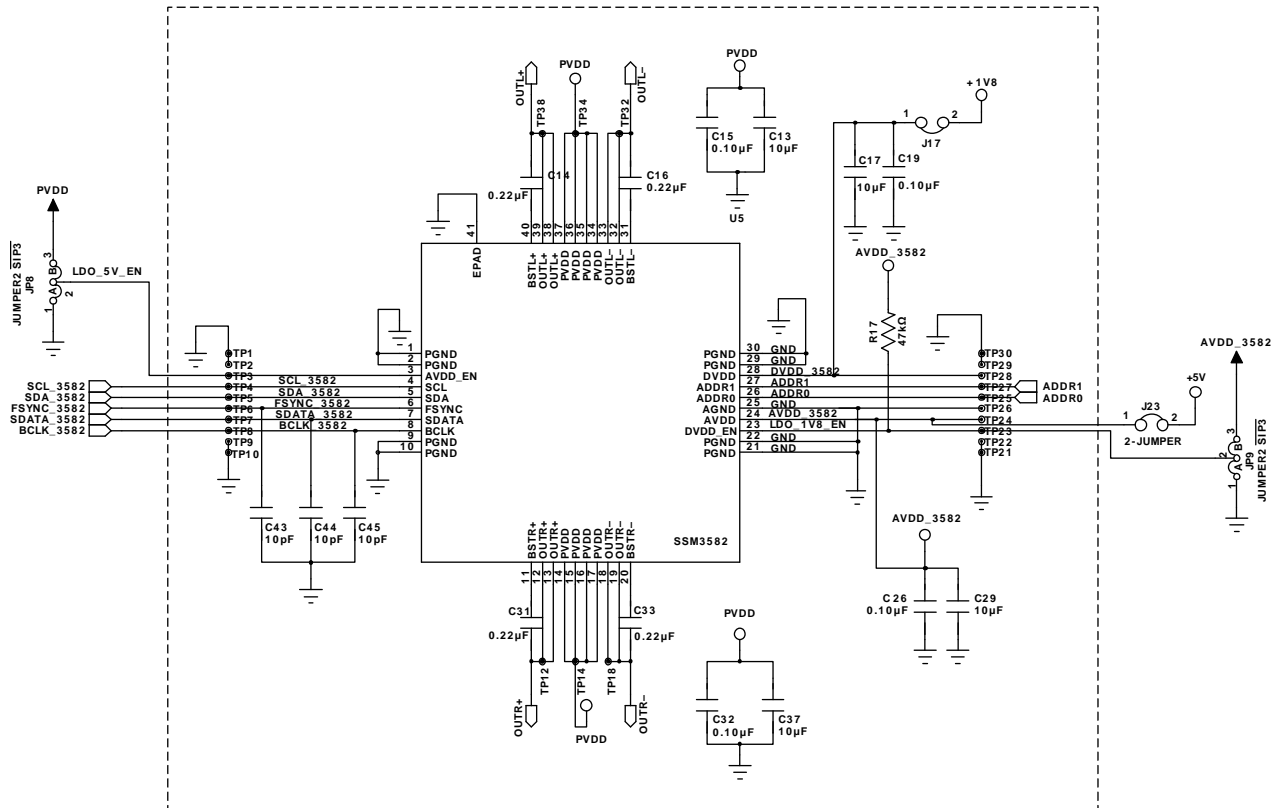 PVDD
OUTL+
OUTL–
PVDD
+1V8
TP38
TP34
TP32
C15
0.10µF
C13
10µF
1
2
J17
C14
0.22µF
C16
0.22µF
C17
10µF
C19
0.10µF
U5
PVDD
41
40
39
38
37
36
35
34
33
32
31
EPAD
BSTL+
OUTL+
OUTL+
PVDD
PVDD
PVDD
PVDD
OUTL–
OUTL–
BSTL–
AVDD_3582
JUMPER2 SIP3
JP8
3
B
A
2
1
LDO_5V_EN
R17
47kΩ
TP1
TP2
TP3
TP4
TP5
TP6
TP7
TP8
TP9
TP10
SCL_3582
SDA_3582
FSYNC_3582
SDATA_3582
BCLK_3582
SCL_3582
SDA_3582
FSYNC_3582
SDATA_3582
BCLK_3582
1 PGND
2 PGND
3 AVDD_EN
4 SCL
5 SDA
6 FSYNC
7 SDATA
8 BCLK
9 PGND
10 PGND
PGND 30 GND
PGND 29 GND
DVDD 28 DVDD_3582
ADDR1 27 ADDR1
ADDR0 26 ADDR0
AGND 25 GND
AVDD 24 AVDD_3582
DVDD_EN 23 LDO_1V8_EN
PGND 22 GND
PGND 21 GND
TP30
TP29
TP28
TP27
TP25
TP26
TP24
TP23
TP22
TP21
ADDR1
ADDR0
AVDD_3582
+5V
1
J23
2
2-JUMPER
3
B
2
A
1
JP9
JUMPER2 SIP3
C43
10pF
C44
10pF
C45
10pF
SSM3582
BSTR+
OUTR+
OUTR+
PVDD
PVDD
PVDD
PVDD
OUTR–
OUTR–
BSTR–
11
12
13
14
15
16
17
18
19
20
AVDD_3582
C26
0.10µF
C29
10µF
C31
0.22µF
C33
0.22µF
TP12
TP14
TP18
OUTR+
PVDD
OUTR–
PVDD
C32
0.10µF
C37
10µF